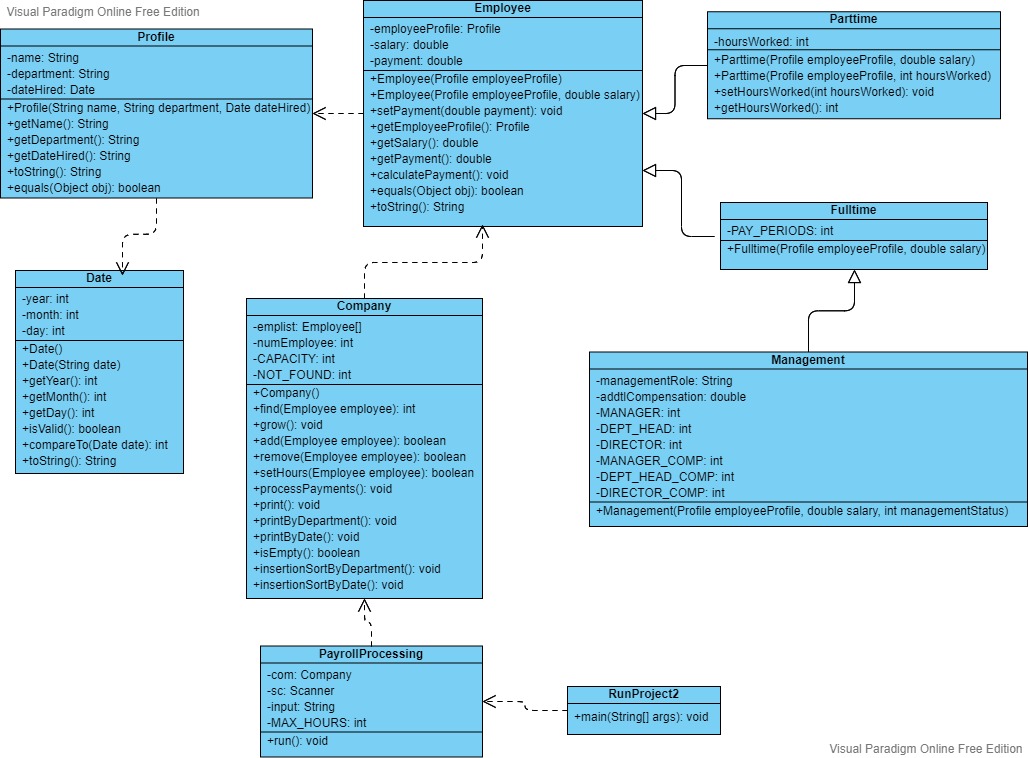 Visual Paradigm Online Free Edition
Profile
-name: String
-department: String
-dateHired: Date
+Profile(String name, String department, Date dateHired)
+getName(): String
+getDepartment(): String
+getDateHired(): String
+toString(): String
+equals(Object obj): boolean
Employee
-employeeProfile: Profile
-salary: double
-payment: double
+Employee(Profile employeeProfile)
+Employee(Profile employeeProfile, double salary)
+setPayment(double payment): void
+getEmployeeProfile(): Profile
+getSalary(): double
+getPayment(): double
+calculatePayment(): void
+equals(Object obj): boolean
+toString(): String
Parttime
-hoursWorked: int
+Parttime(Profile employeeProfile, double salary)
+Parttime(Profile employeeProfile, int hoursWorked)
+setHoursWorked(int hoursWorked): void
+getHoursWorked(): int
Fulltime
-PAY_PERIODS: int
+Fulltime(Profile employeeProfile, double salary)
Date
-year: int
-month: int
-day: int
+Date()
+Date(String date)
+getYear(): int
+getMonth(): int
+getDay(): int
+isValid(): boolean
+compareTo(Date date): int
+toString(): String
Company
-emplist: Employee[]
-numEmployee: int
-CAPACITY: int
-NOT_FOUND: int
+Company()
+find(Employee employee): int
+grow(): void
+add(Employee employee): boolean
+remove(Employee employee): boolean
+setHours(Employee employee): boolean
+processPayments(): void
+print(): void
+printByDepartment(): void
+printByDate(): void
+isEmpty(): boolean
+insertionSortByDepartment(): void
+insertionSortByDate(): void
Management
-managementRole: String
-addtlCompensation: double
-MANAGER: int
-DEPT_HEAD: int
-DIRECTOR: int
-MANAGER_COMP: int
-DEPT_HEAD_COMP: int
-DIRECTOR_COMP: int
+Management(Profile employeeProfile, double salary, int managementStatus)
PayrollProcessing
-com: Company
-sc: Scanner
-input: String
-MAX_HOURS: int
+run(): void
RunProject2
+main(String[] args): void
Visual Paradigm Online Free Edition